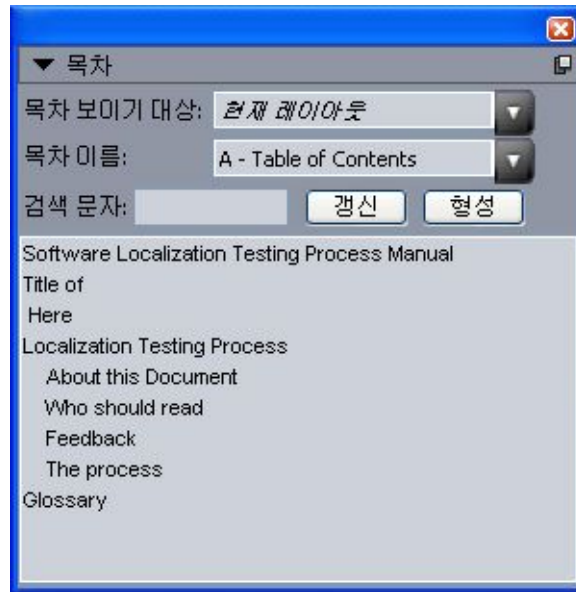 목차
목차 보이기 대상: 현재 레이아웃
목차 이름: A - Table of Contents
검색 문자: 갱신 형성
Software Localization Testing Process Manual
Title of
Here
Localization Testing Process
About this Document
Who should read
Feedback
The process
Glossary